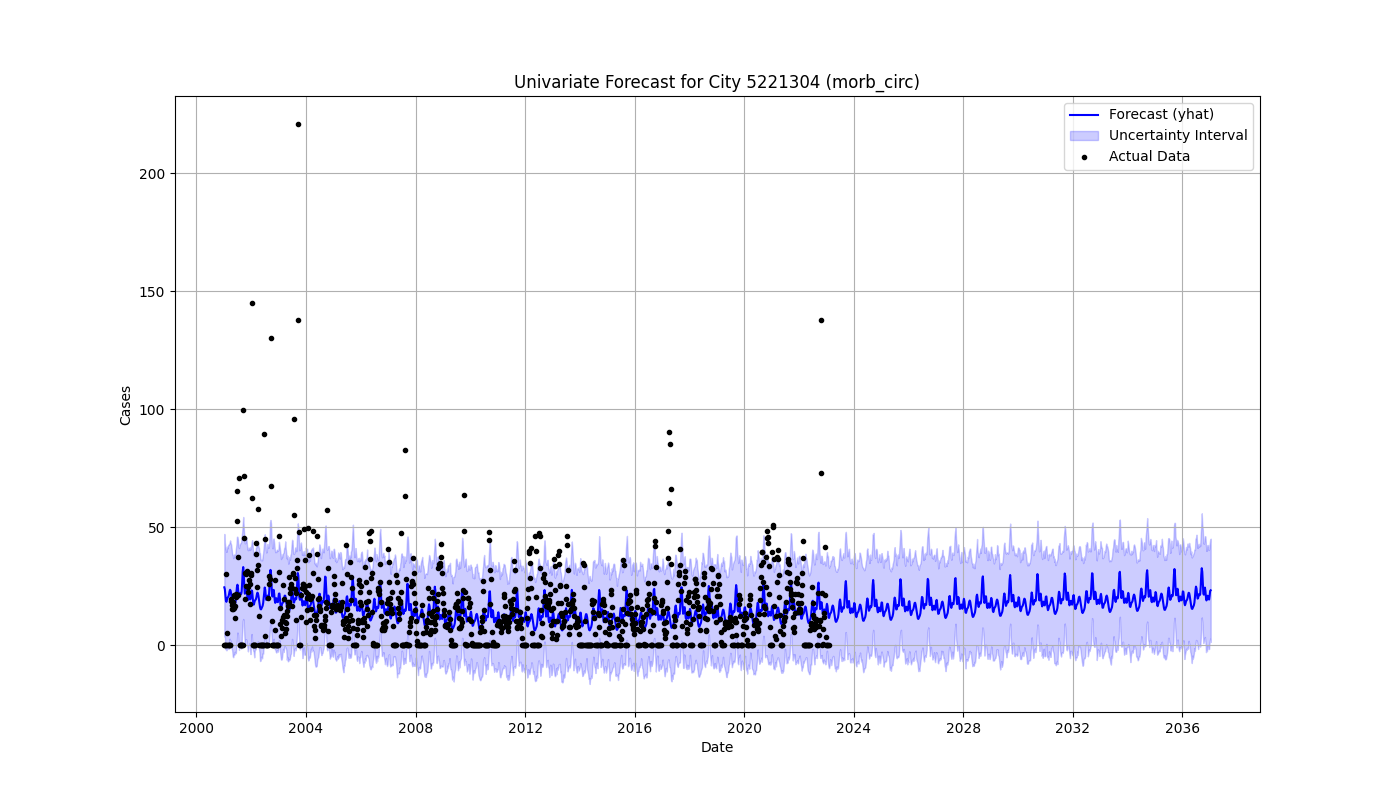 Univariate Forecast for City 5221304 (morb_circ)
Forecast (yhat)
Uncertainty Interval
Actual Data
Cases
200
150
100
50
0
2000 2004 2008 2012 2016 2020 2024 2028 2032 2036
Date